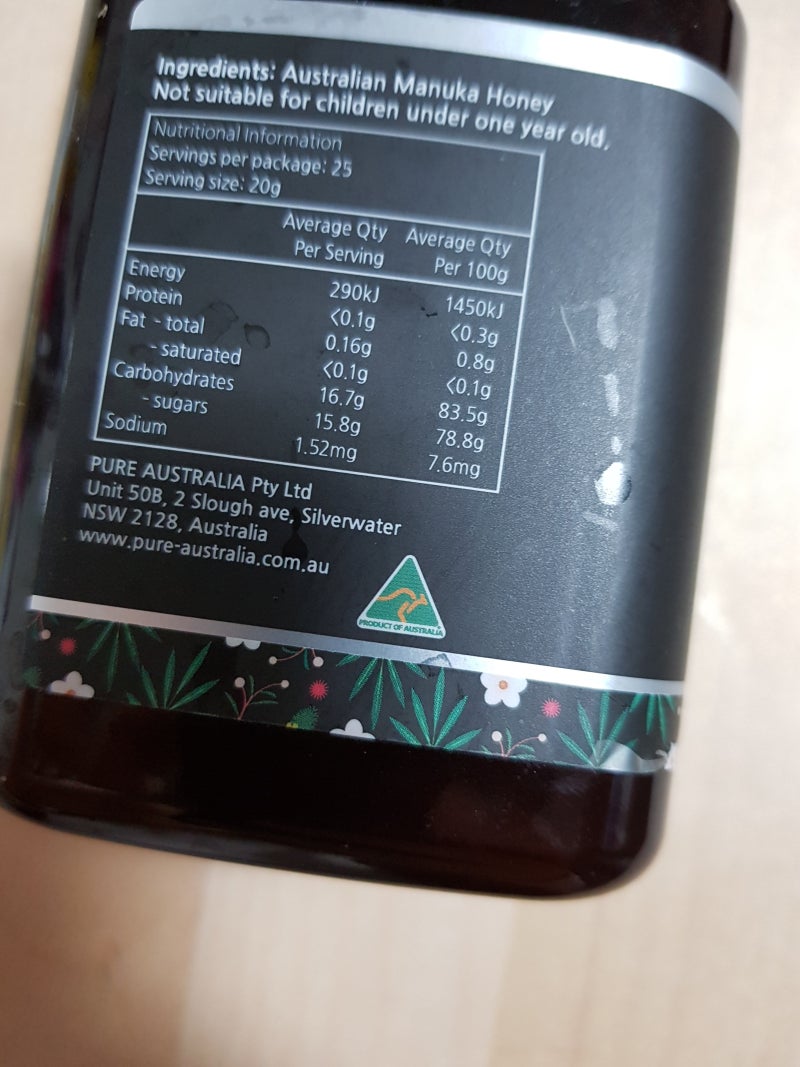 Ingredients: Australian Manuka Honey
Not suitable for children under one year old.
Nutritional Information
Servings per package: 25
Serving size: 20g
Average Qty Per Serving Average Qty Per 100g
Energy 290kJ 1450kJ
Protein <0.1g <0.3g
Fat - total 0.16g 0.8g
- saturated <0.1g <0.1g
Carbohydrates 16.7g 83.5g
- sugars 15.8g 78.8g
Sodium 1.52mg 7.6mg
PURE AUSTRALIA Pty Ltd
Unit 50B, 2 Slough ave, Silverwater
NSW 2128, Australia
www.pure-australia.com.au
PRODUCT OF AUSTRALIA